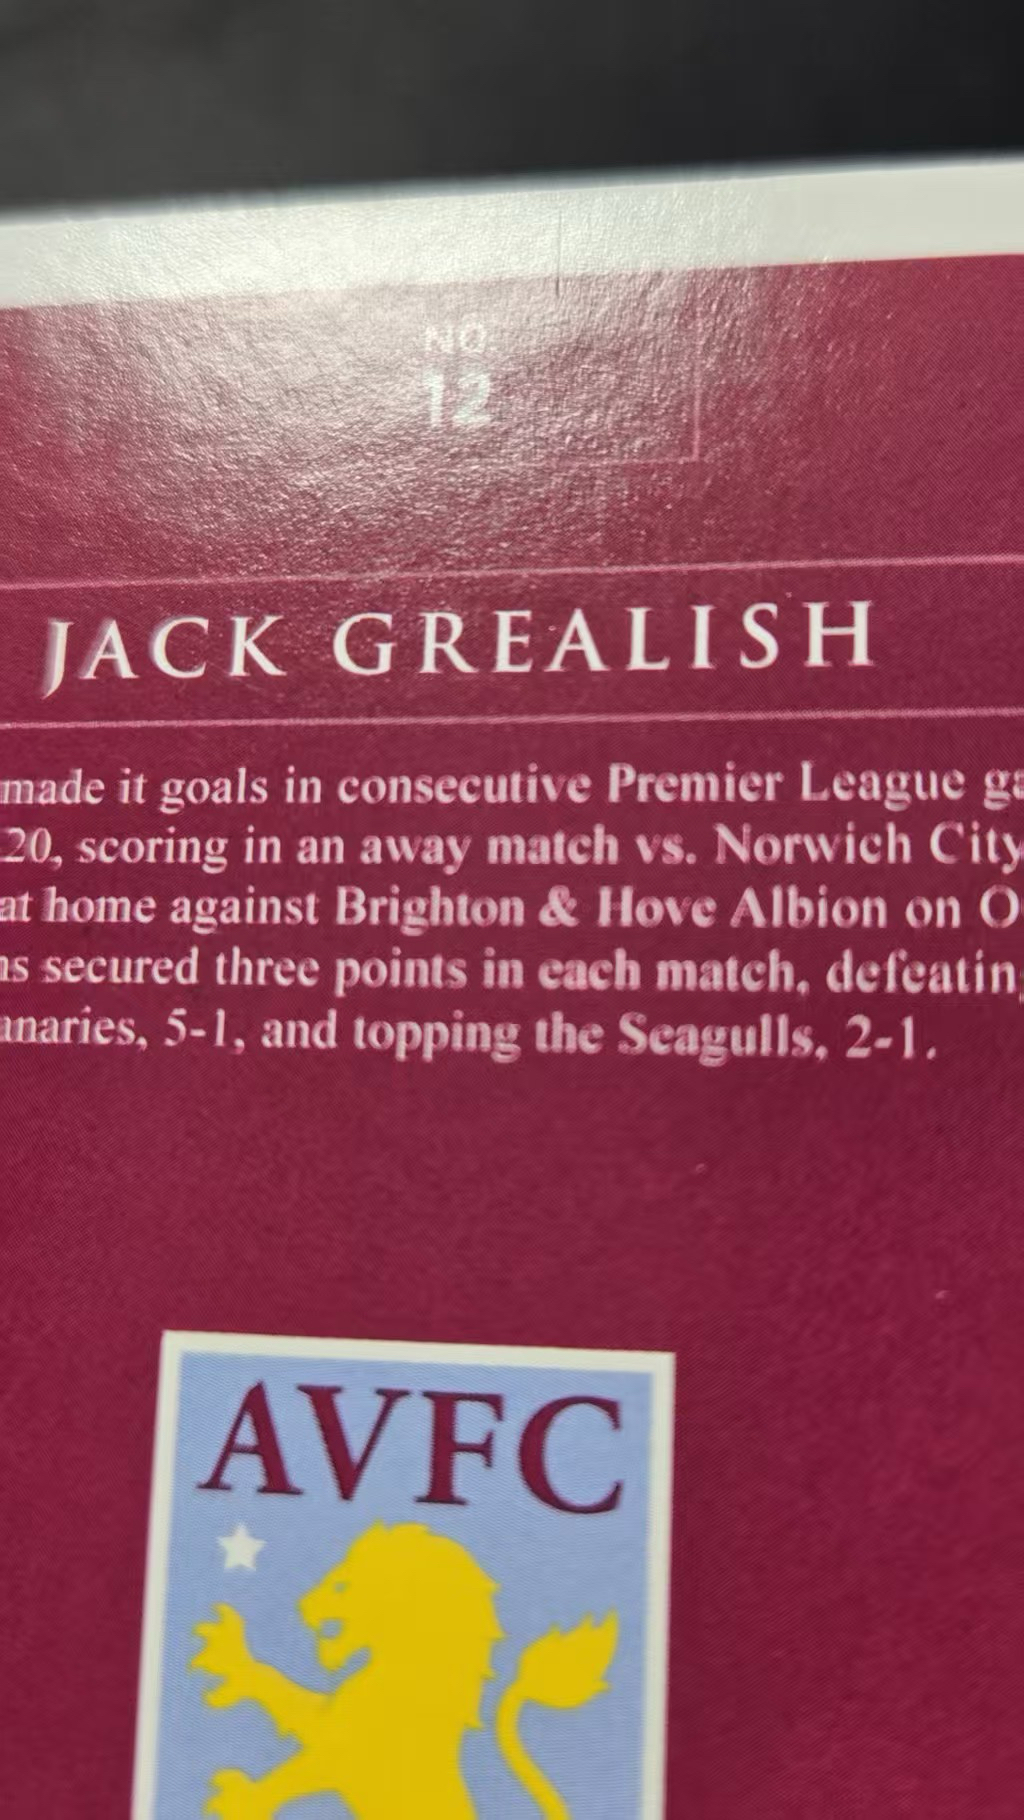 NO.
12
JACK GREALISH
made it goals in consecutive Premier League
20, scoring in an away match vs. Norwich City
at home against Brighton & Hove Albion on
secured three points in each match,
5-1, and topping the Seagulls, 2-1.
AVFC